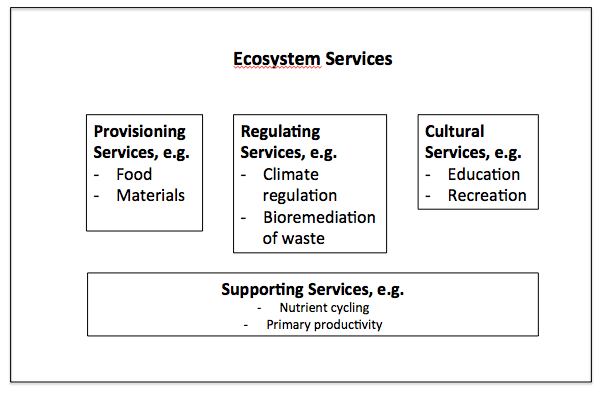 Ecosystem Services
Provisioning
Services, e.g.
- Food
- Materials
Regulating
Services, e.g.
- Climate
regulation
- Bioremediation
of waste
Cultural
Services, e.g.
- Education
- Recreation
Supporting Services, e.g.
- Nutrient cycling
- Primary productivity